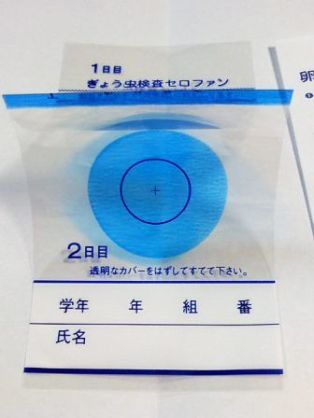 1日目
ぎょう虫検査セロファン
卵
2日目
透明なカバーをはずしてすてて下さい。
学年 年 組 番
氏名